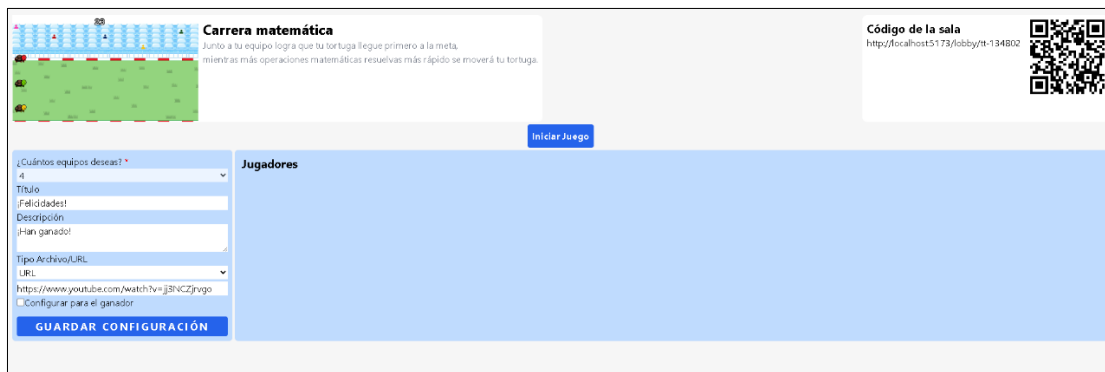 Carrera matemática
Junto a tu equipo logra que tu tortuga llegue primero a la meta,
mientras más operaciones matemáticas resuelvas más rápido se moverá tu tortuga.
Código de la sala
http://localhost:5173/lobby/tt-134802
Iniciar Juego
¿Cuántos equipos deseas? *
4
Título
¡Felicidades!
Descripción
¡Han ganado!
Tipo Archivo/URL
URL
https://www.youtube.com/watch?v=jj3NCZjrvgo
Configurar para el ganador
GUARDAR CONFIGURACIÓN
Jugadores